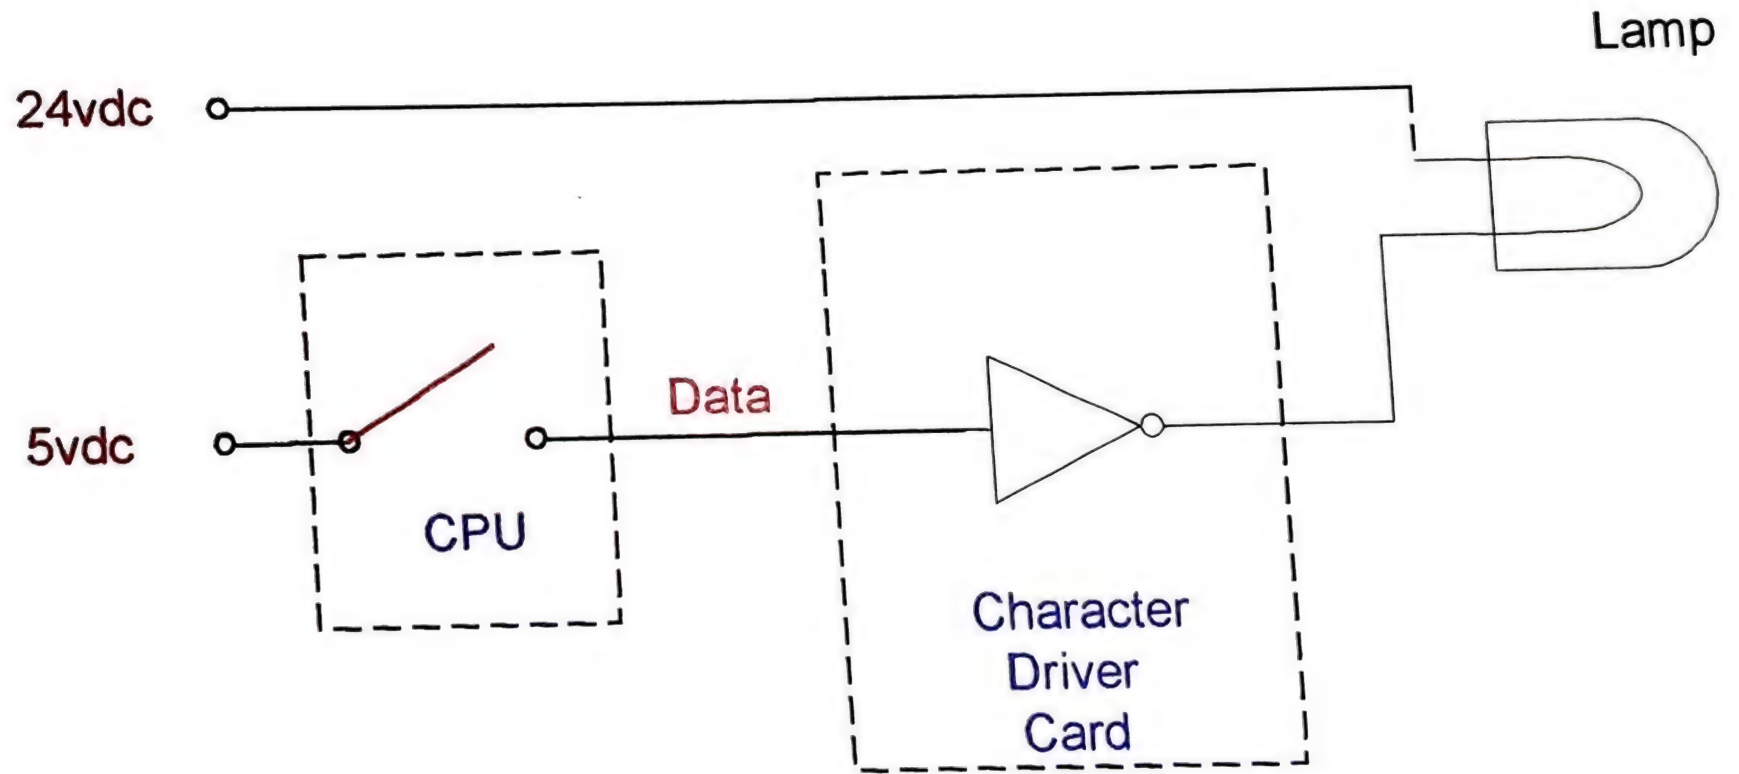 Lamp
24vdc
Data
5vdc
CPU
Character
Driver
Card